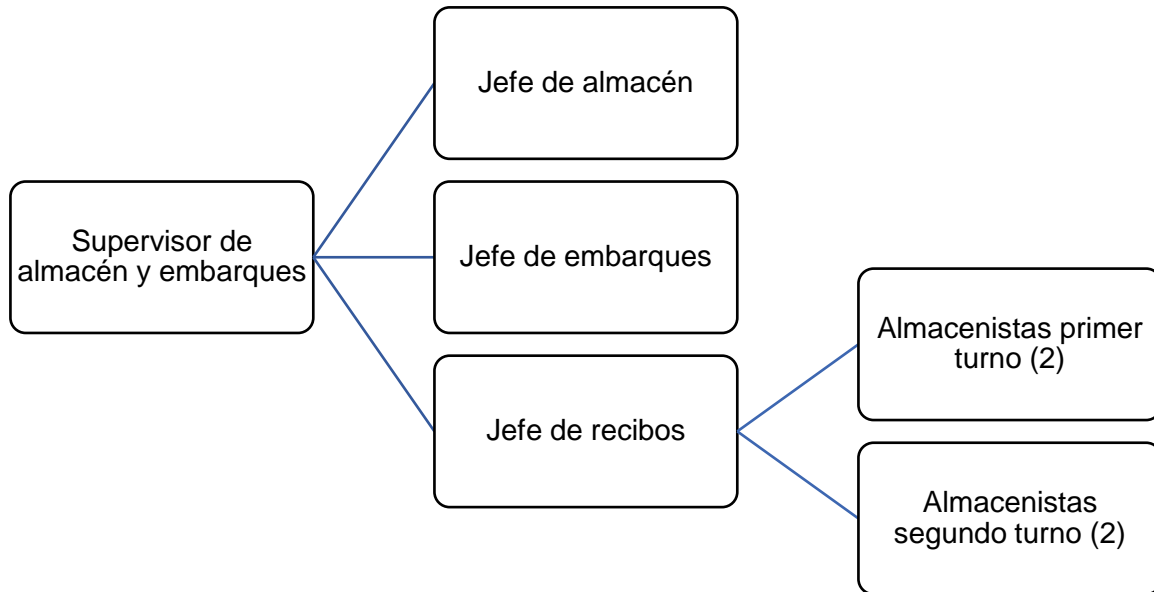 Supervisor de
almacén y embarques
Jefe de almacén
Jefe de embarques
Jefe de recibos
Almacenistas primer
turno (2)
Almacenistas
segundo turno (2)